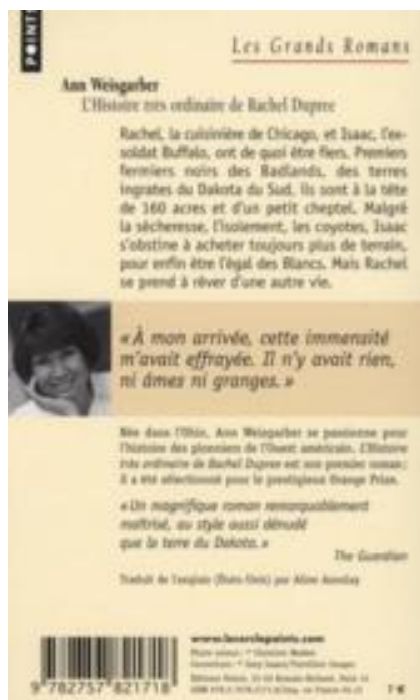 POINTS
Les Grands Romans
Ann Weisgarber
L'Histoire très ordinaire de Rachel Dupree
Rachel, la cuisinière de Chicago, et Isaac, l'ex-
soldat Buffalo, ont de quoi être fiers. Premiers
fermiers noirs des Badlands, des terres
ingrates du Dakota du Sud, ils sont à la tête
de 160 acres et d'un petit cheptel. Malgré
la sécheresse, l'isolement, les coyotes, Isaac
s'obstine à acheter toujours plus de terrain,
pour enfin être l'égal des Blancs. Mais Rachel
se prend à rêver d'une autre vie.
« À mon arrivée, cette immensité
m'avait effrayée. Il n'y avait rien,
ni âmes ni granges. »
Née dans l'Ohio, Ann Weisgarber se passionne pour
l'histoire des pionniers de l'Ouest américain. L'Histoire
très ordinaire de Rachel Dupree est son premier roman ;
il a été sélectionné pour le prestigieux Orange Prize.
« Un magnifique roman remarquablement
maîtrisé, au style aussi dénudé
que la terre du Dakota. »
The Guardian
Traduit de l'anglais (États-Unis) par Aline
www.lecerclepoints.com
9 782757 821718